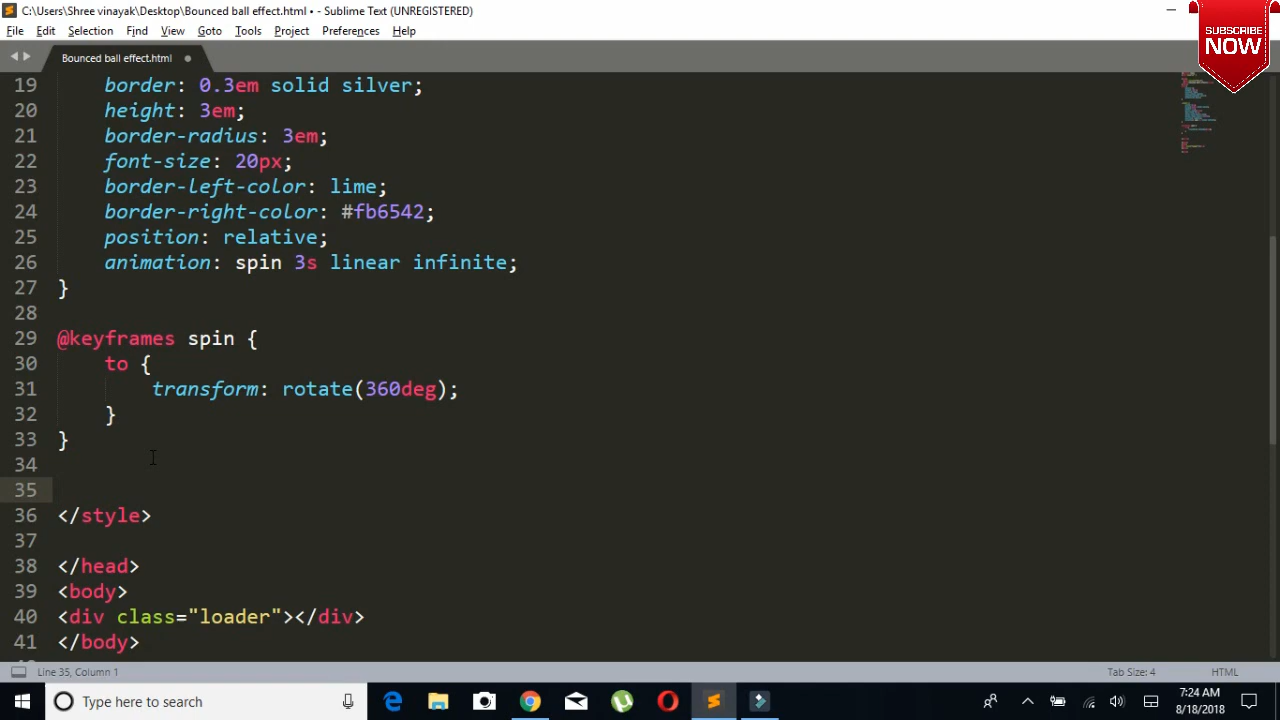 C:\Users\Shree vinayak\Desktop\Bounced ball effect.html • - Sublime Text (UNREGISTERED)
File Edit Selection Find View Goto Tools Project Preferences Help
SUBSCRIBE
NOW
Bounced ball effect.html
19 border: 0.3em solid silver;
20 height: 3em;
21 border-radius: 3em;
22 font-size: 20px;
23 border-left-color: lime;
24 border-right-color: #fb6542;
25 position: relative;
26 animation: spin 3s linear infinite;
27 }
28
29 @keyframes spin {
30 to {
31 transform: rotate(360deg);
32 }
33 }
34
35
36 </style>
37
38 </head>
39 <body>
40 <div class="loader"></div>
41 </body>
Line 35, Column 1
Tab Size: 4
HTML
Type here to search
7:24 AM
8/18/2018